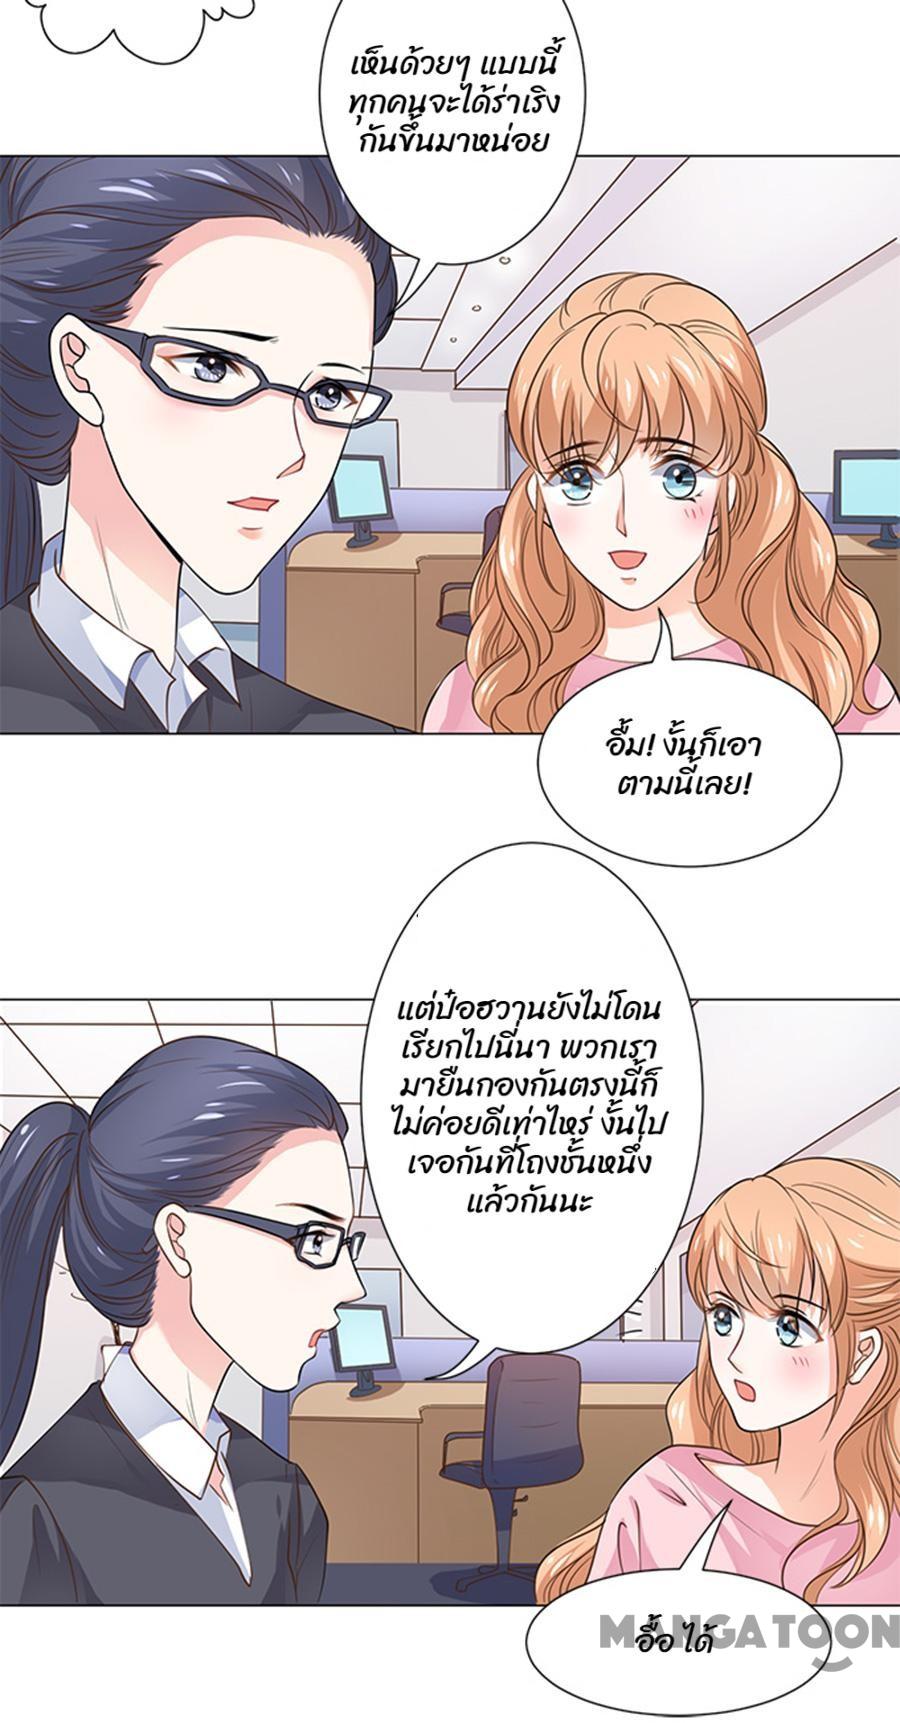 เห็นด้วยๆ แบบนี้
ทุกคนจะได้ร่าเริง
กันขึ้นมาหน่อย
อื้ม! งั้นก็เอา
ตามนี้เลย!
แต่ป๋อฮวานยังไม่โดน
เรียกไปนี่นา พวกเรา
มายืนกองกันตรงนี้ก็
ไม่ค่อยดีเท่าไหร่ งั้นไป
เจอกันที่โถงชั้นหนึ่ง
แล้วกันนะ
อื้อ ได้
MANGATOON